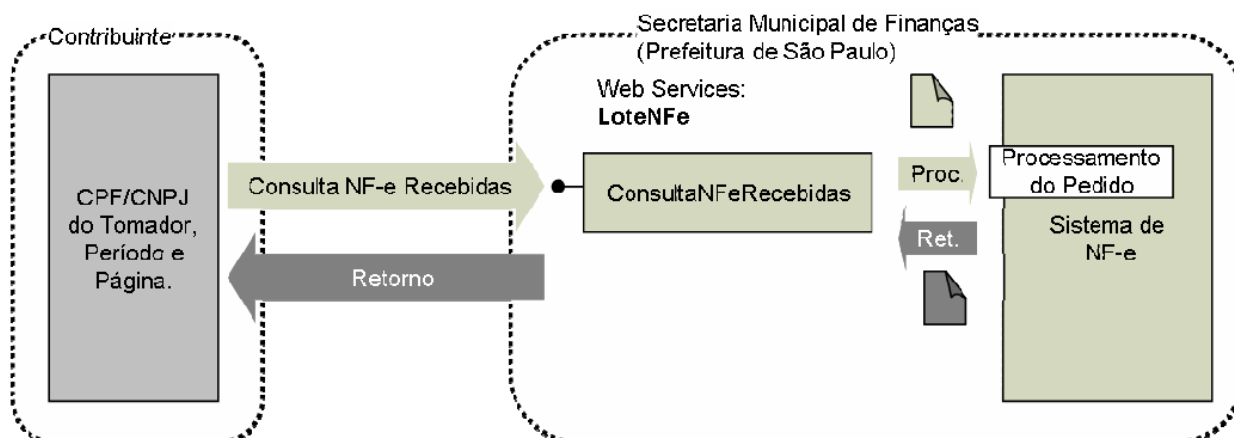 Contribuinte
Secretaria Municipal de Finanças
(Prefeitura de São Paulo)
Web Services:
LoteNFe
CPF/CNPJ
do Tomador,
Período e
Página.
Consulta NF-e Recebidas
Retorno
ConsultaNFeRecebidas
Proc.
Ret.
Processamento
do Pedido
Sistema de
NF-e